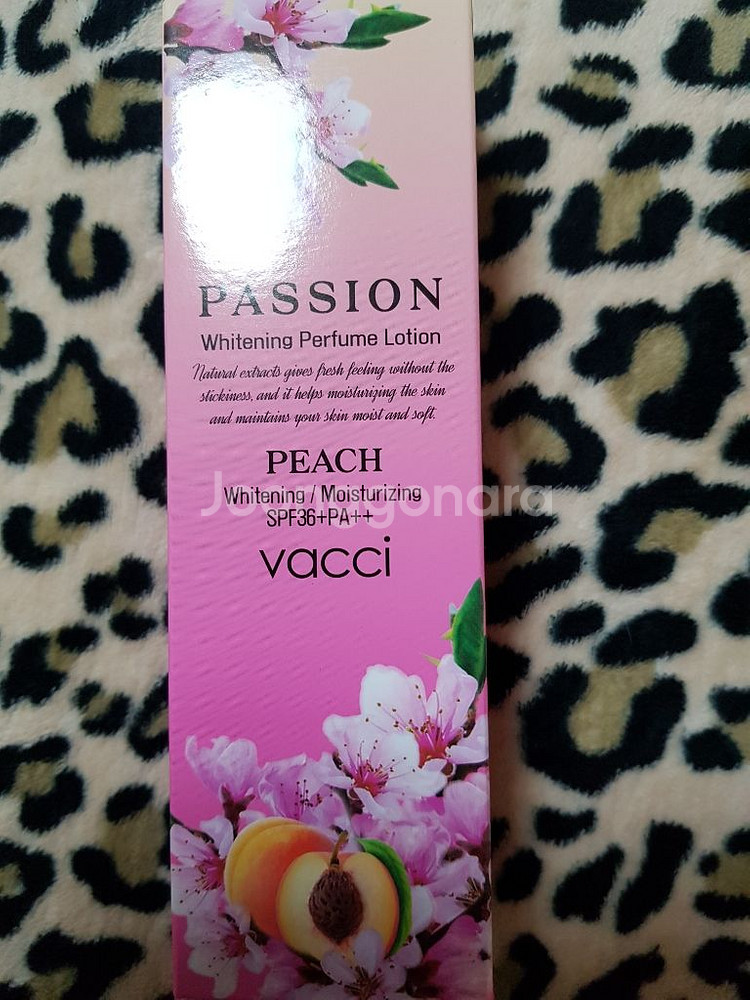 PASSION
Whitening Perfume Lotion
Natural extracts gives fresh feeling without the
stickiness, and it helps moisturizing the skin
and maintains your skin moist and soft.
PEACH
Whitening / Moisturizing
Joonggonara
SPF36+PA++
vacci